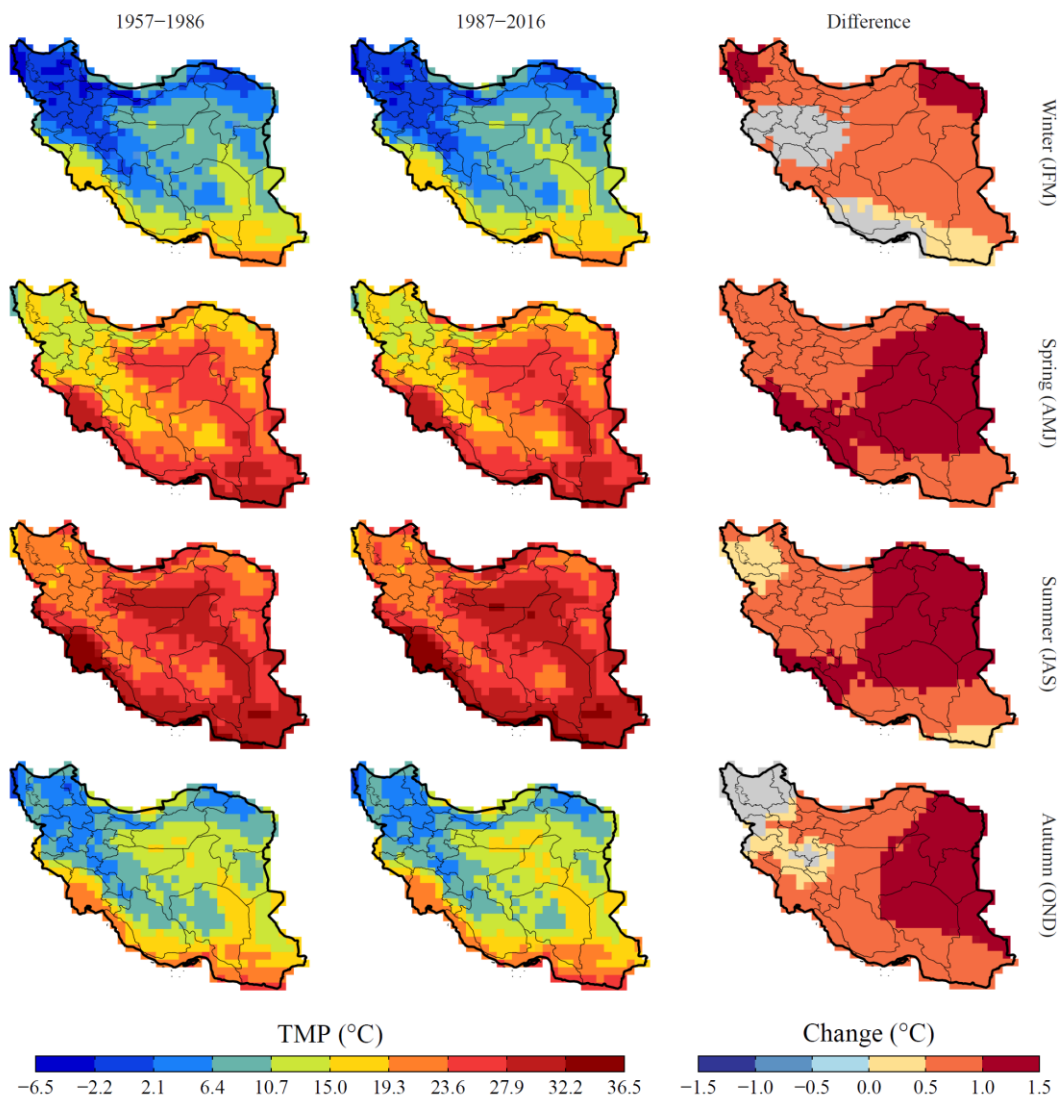 1957−1986 1987−2016 Difference
Winter (JFM)
Spring (AMJ)
Summer (JAS)
Autumn (OND)
TMP (°C) Change (°C)
−6.5 −2.2 2.1 6.4 10.7 15.0 19.3 23.6 27.9 32.2 36.5 −1.5 −1.0 −0.5 0.0 0.5 1.0 1.5